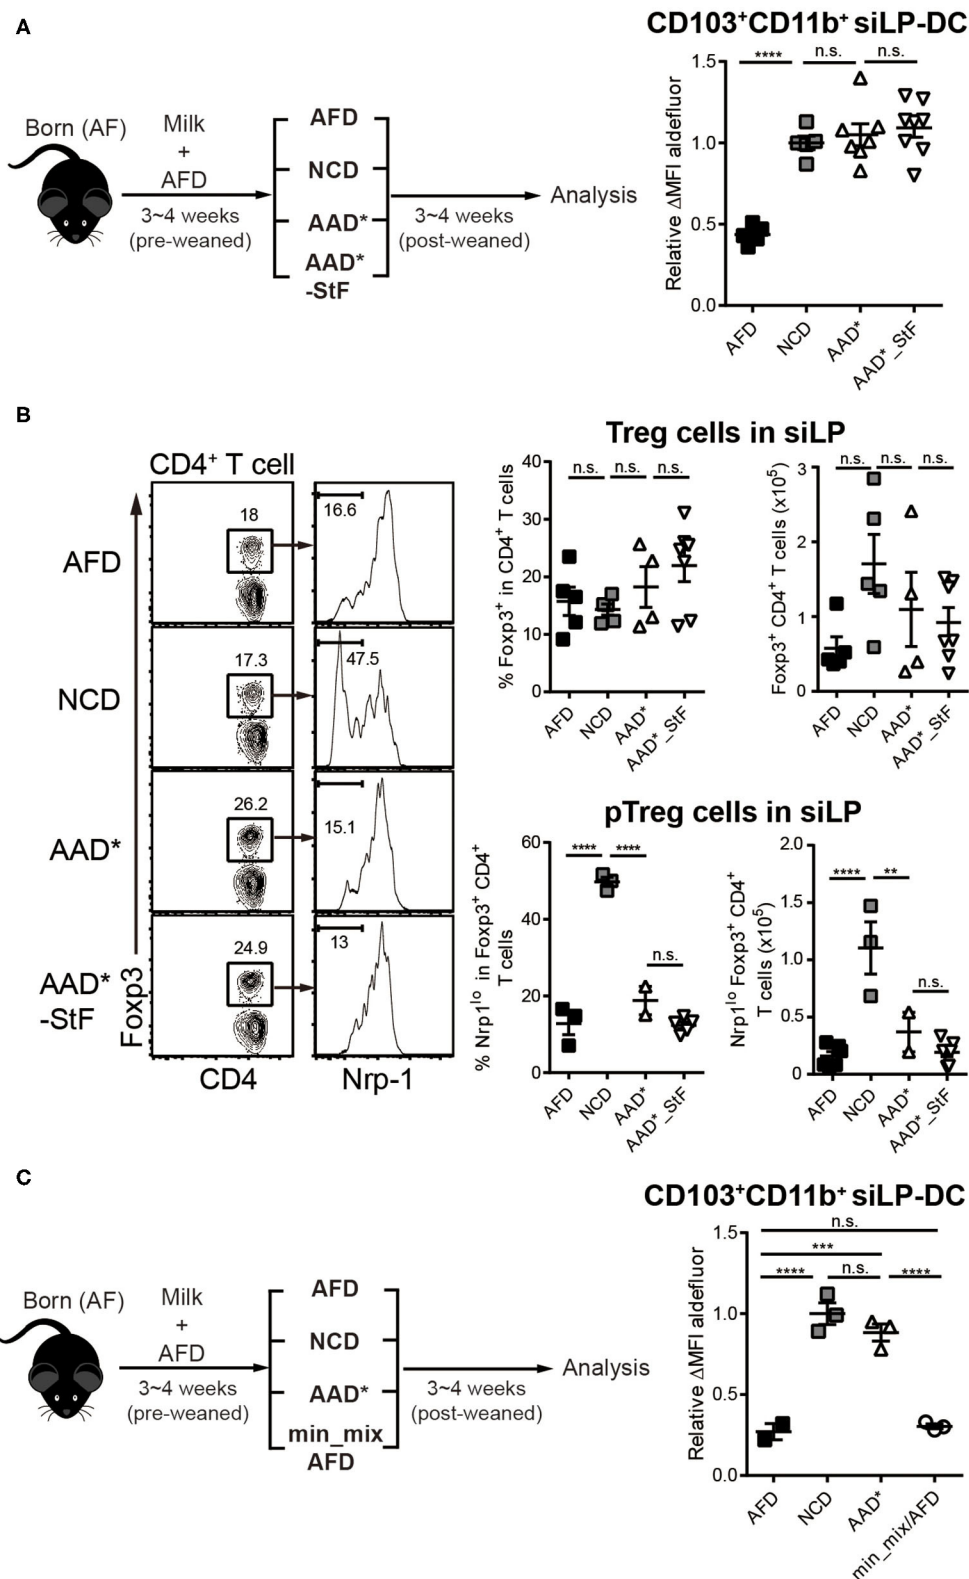 A
CD103⁺CD11b⁺ siLP-DC
Born (AF)
Milk
+
AFD
3~4 weeks
(pre-weaned)
AFD
NCD
AAD*
AAD*
-StF
3~4 weeks
(post-weaned)
Analysis
Relative ΔMFI aldefluor
1.5
1.0
0.5
0.0
**** n.s. n.s.
AFD NCD AAD* AAD*_StF
B
CD4⁺ T cell
AFD
18
16.6
NCD
17.3
47.5
AAD*
26.2
15.1
AAD*
-StF
24.9
13
Foxp3
CD4
Nrp-1
Treg cells in siLP
% Foxp3⁺ in CD4⁺ T cells
40
30
20
10
0
n.s. n.s. n.s.
AFD NCD AAD* AAD*_StF
Foxp3⁺ CD4⁺ T cells (x10⁵)
3
2
1
0
n.s. n.s. n.s.
AFD NCD AAD* AAD*_StF
pTreg cells in siLP
% Nrp1ˡᵒ in Foxp3⁺ CD4⁺
T cells
60
40
20
0
**** **** n.s.
AFD NCD AAD* AAD*_StF
Nrp1ˡᵒ Foxp3⁺ CD4⁺
T cells (x10⁵)
2.0
1.5
1.0
0.5
0
**** ** n.s.
AFD NCD AAD* AAD*_StF
C
CD103⁺CD11b⁺ siLP-DC
Born (AF)
Milk
+
AFD
3~4 weeks
(pre-weaned)
AFD
NCD
AAD*
min_mix
AFD
3~4 weeks
(post-weaned)
Analysis
Relative ΔMFI aldefluor
1.5
1.0
0.5
0.0
n.s.
***
**** n.s. ****
AFD NCD AAD* min_mix/AFD